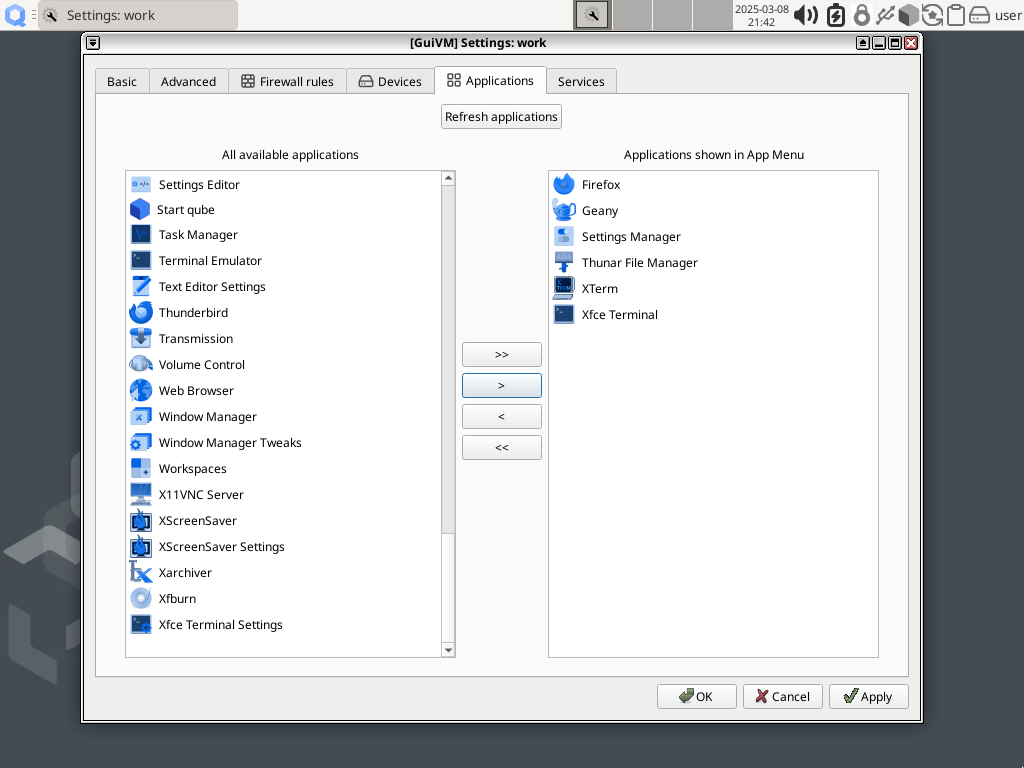 Settings: work
2025-03-08
21:42
user
[GuiVM] Settings: work
Basic
Advanced
Firewall rules
Devices
Applications
Services
Refresh applications
All available applications
Applications shown in App Menu
Settings Editor
Start qube
Task Manager
Terminal Emulator
Text Editor Settings
Thunderbird
Transmission
Volume Control
Web Browser
Window Manager
Window Manager Tweaks
Workspaces
X11VNC Server
XScreenSaver
XScreenSaver Settings
Xarchiver
Xfburn
Xfce Terminal Settings
>>
>
<
<<
Firefox
Geany
Settings Manager
Thunar File Manager
XTerm
Xfce Terminal
OK
Cancel
Apply